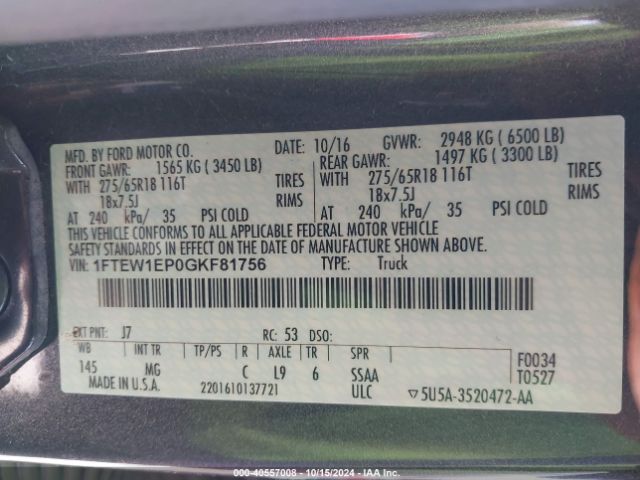 MFD. BY FORD MOTOR CO. DATE: 10/16 GVWR: 2948 KG ( 6500 LB)
FRONT GAWR: 1565 KG ( 3450 LB) REAR GAWR: 1497 KG ( 3300 LB)
WITH 275/65R18 116T TIRES WITH 275/65R18 116T TIRES
18x7.5J RIMS 18x7.5J RIMS
AT 240 kPa/ 35 PSI COLD AT 240 kPa/ 35 PSI COLD
THIS VEHICLE CONFORMS TO ALL APPLICABLE FEDERAL MOTOR VEHICLE
SAFETY STANDARDS IN EFFECT ON THE DATE OF MANUFACTURE SHOWN ABOVE.
VIN: 1FTEW1EP0GKF81756 TYPE: Truck
EXT PNT: J7 RC: 53 DSO:
WB INT TR TP/PS R AXLE TR SPR F0034
145 MG C L9 6 SSAA T0527
MADE IN U.S.A. 2201610137721 ULC ▽5U5A-3520472-AA
000-40557008 - 10/15/2024 - IAA Inc.